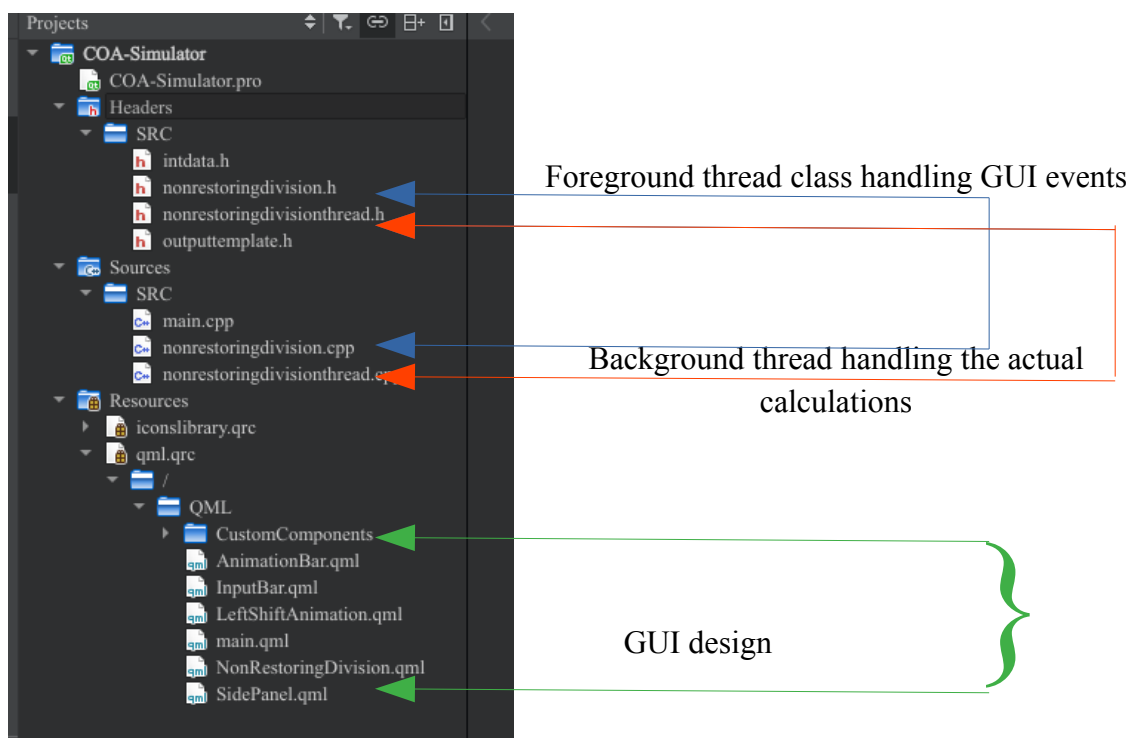 Projects
COA-Simulator
COA-Simulator.pro
Headers
SRC
intdata.h
nonrestoringdivision.h
nonrestoringdivisionthread.h
outputtemplate.h
Sources
SRC
main.cpp
nonrestoringdivision.cpp
nonrestoringdivisionthread.cpp
Resources
iconslibrary.qrc
qml.qrc
/
QML
CustomComponents
AnimationBar.qml
InputBar.qml
LeftShiftAnimation.qml
main.qml
NonRestoringDivision.qml
SidePanel.qml
Foreground thread class handling GUI events
Background thread handling the actual
calculations
GUI design